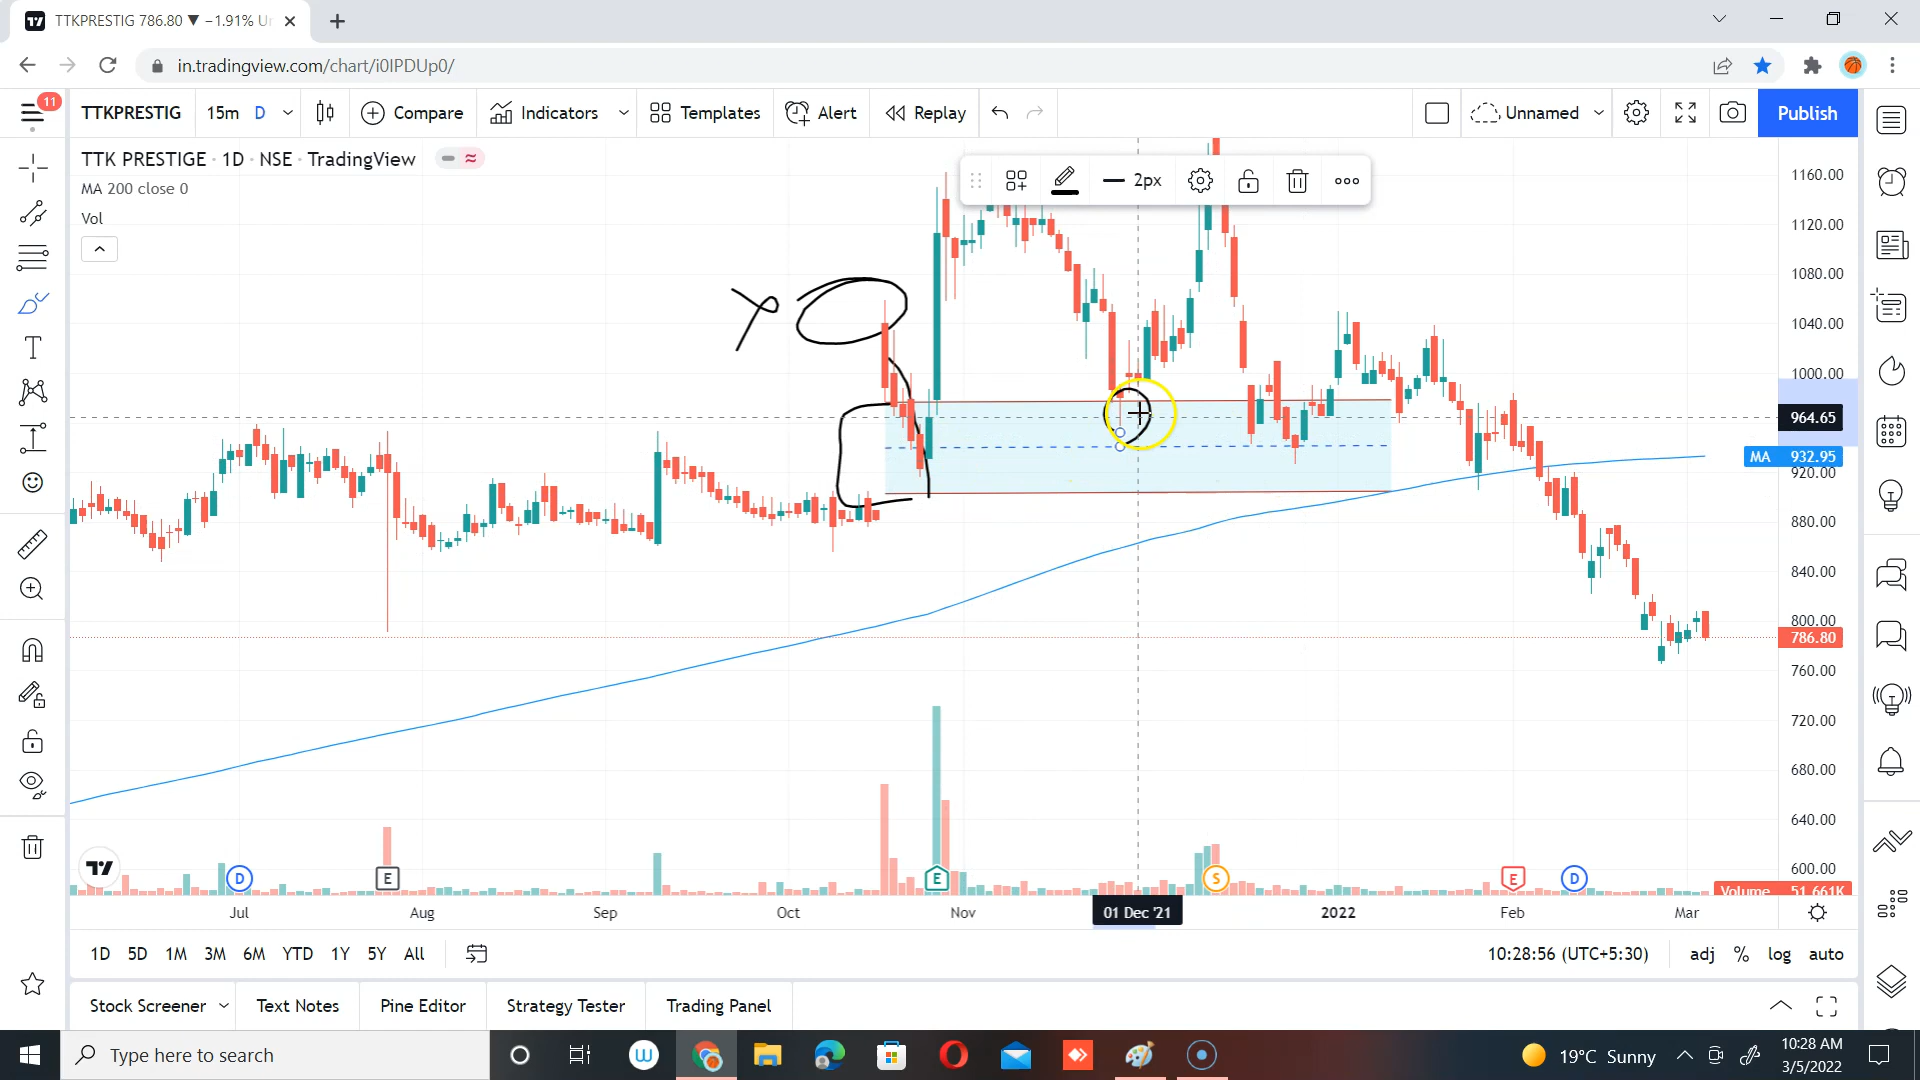 TTKPRESTIG 786.80 ▼ −1.91% Un
in.tradingview.com/chart/i0IPDUp0/
11
TTKPRESTIG 15m D Compare Indicators Templates Alert Replay Unnamed Publish
TTK PRESTIGE · 1D · NSE · TradingView
MA 200 close 0
Vol
2px
1160.00
1120.00
1080.00
1040.00
1000.00
964.65
MA 932.95
920.00
880.00
840.00
800.00
786.80
760.00
720.00
680.00
640.00
600.00
Volume 51.661K
D E E S E D
Jul Aug Sep Oct Nov 01 Dec '21 2022 Feb Mar
1D 5D 1M 3M 6M YTD 1Y 5Y All 10:28:56 (UTC+5:30) adj % log auto
Stock Screener Text Notes Pine Editor Strategy Tester Trading Panel
Type here to search
19°C Sunny
10:28 AM
3/5/2022